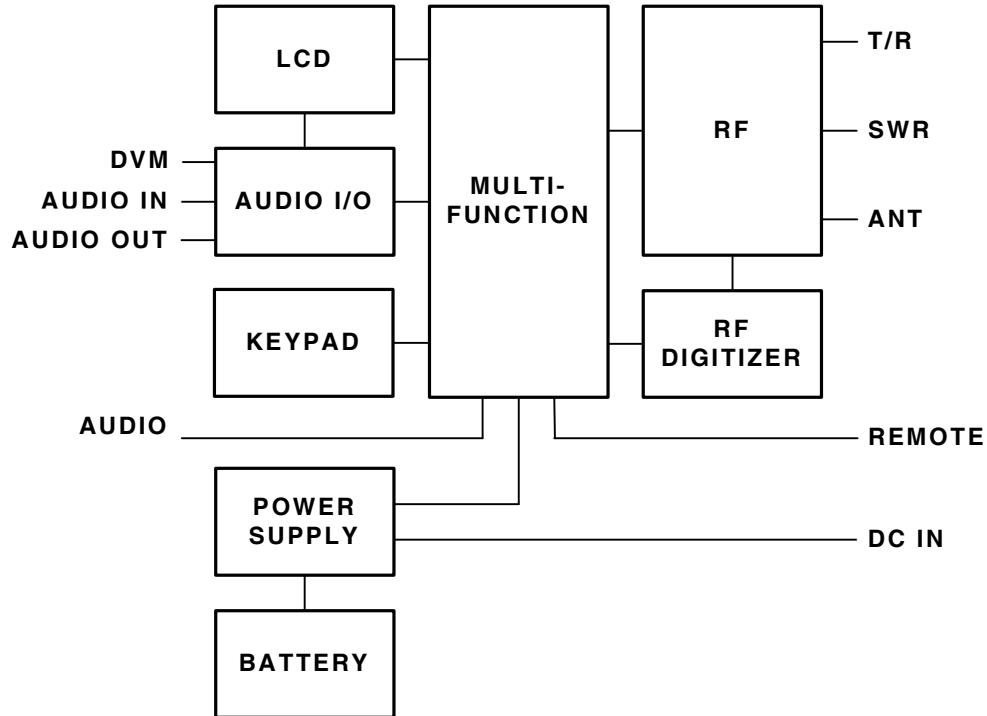 LCD
T/R
RF
SWR
DVM
AUDIO IN
AUDIO OUT
AUDIO I/O
MULTI-
FUNCTION
ANT
KEYPAD
RF
DIGITIZER
AUDIO
REMOTE
POWER
SUPPLY
DC IN
BATTERY